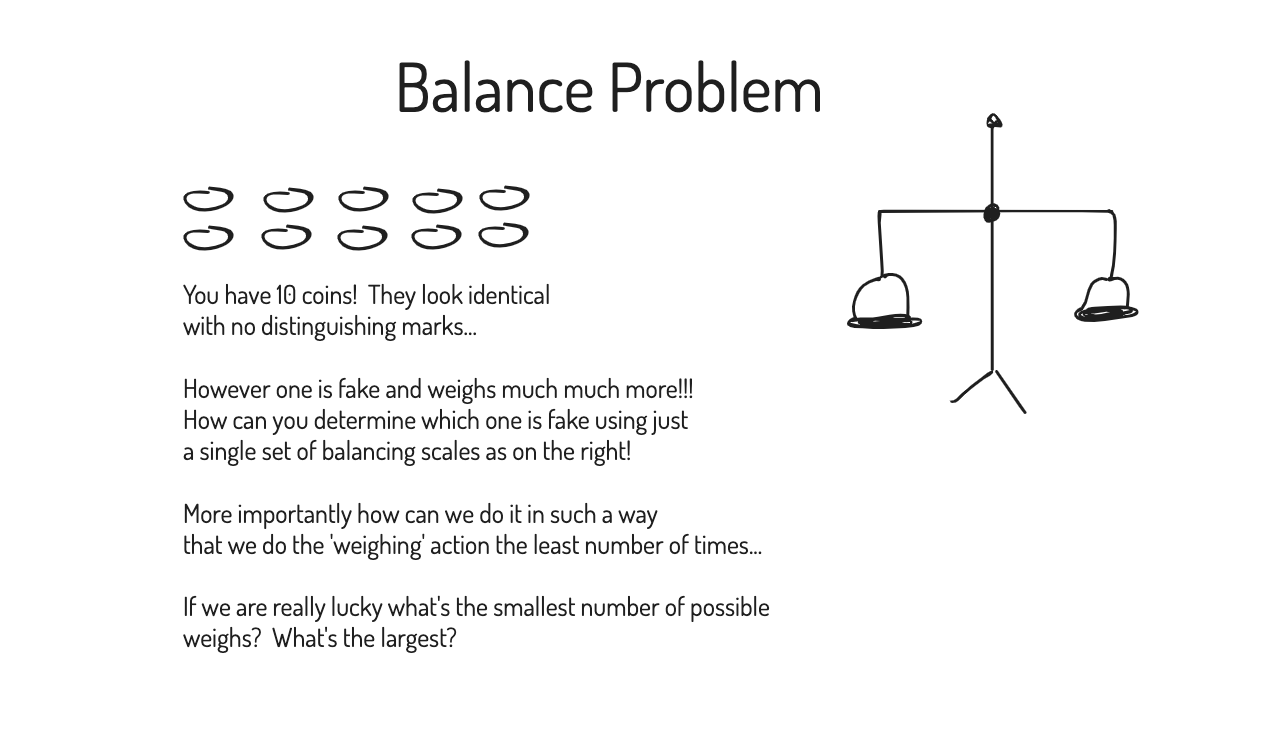 Balance Problem
You have 10 coins!  They look identical
with no distinguishing marks...
However one is fake and weighs much much more!!!
How can you determine which one is fake using just
a single set of balancing scales as on the right!
More importantly how can we do it in such a way
that we do the 'weighing' action the least number of times...
If we are really lucky what's the smallest number of possible
weighs?  What's the largest?